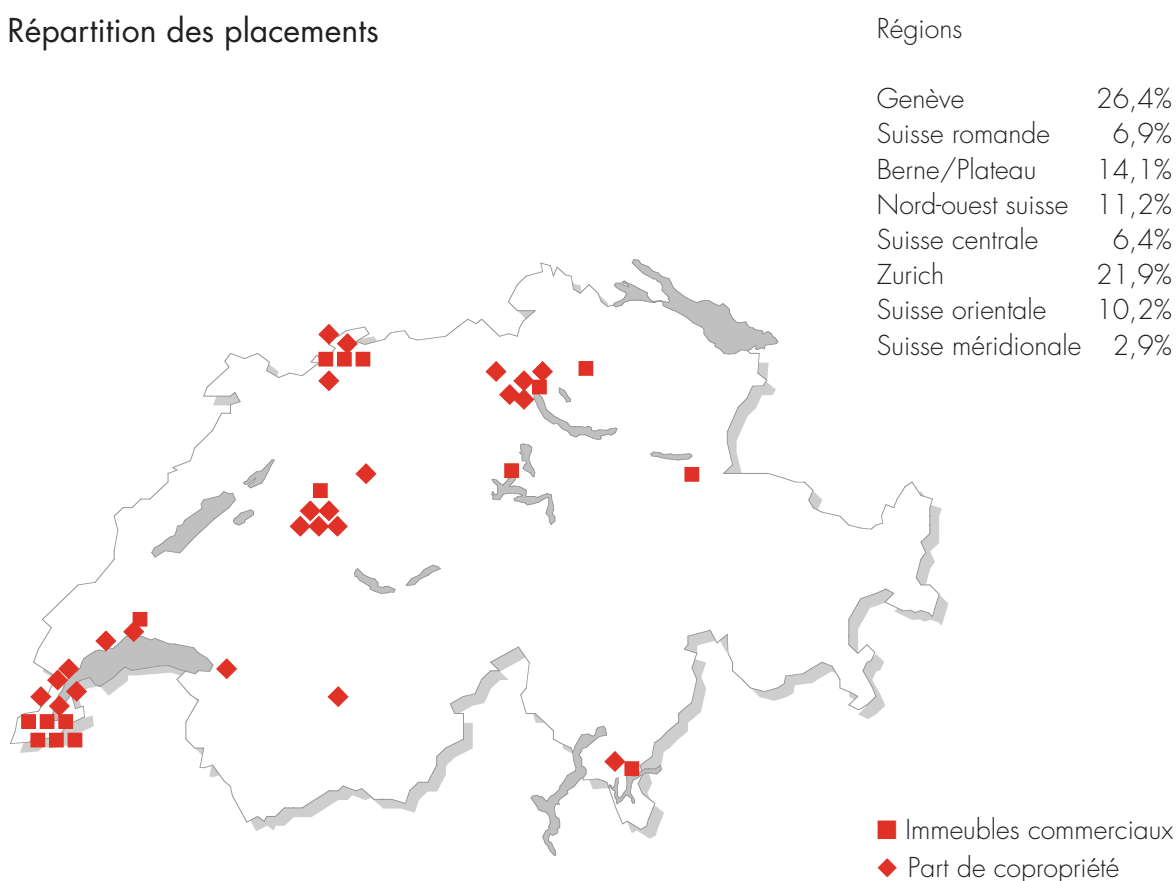 Répartition des placements
Régions
Genève 26,4%
Suisse romande 6,9%
Berne/Plateau 14,1%
Nord-ouest suisse 11,2%
Suisse centrale 6,4%
Zurich 21,9%
Suisse orientale 10,2%
Suisse méridionale 2,9%
Immeubles commerciaux
Part de copropriété